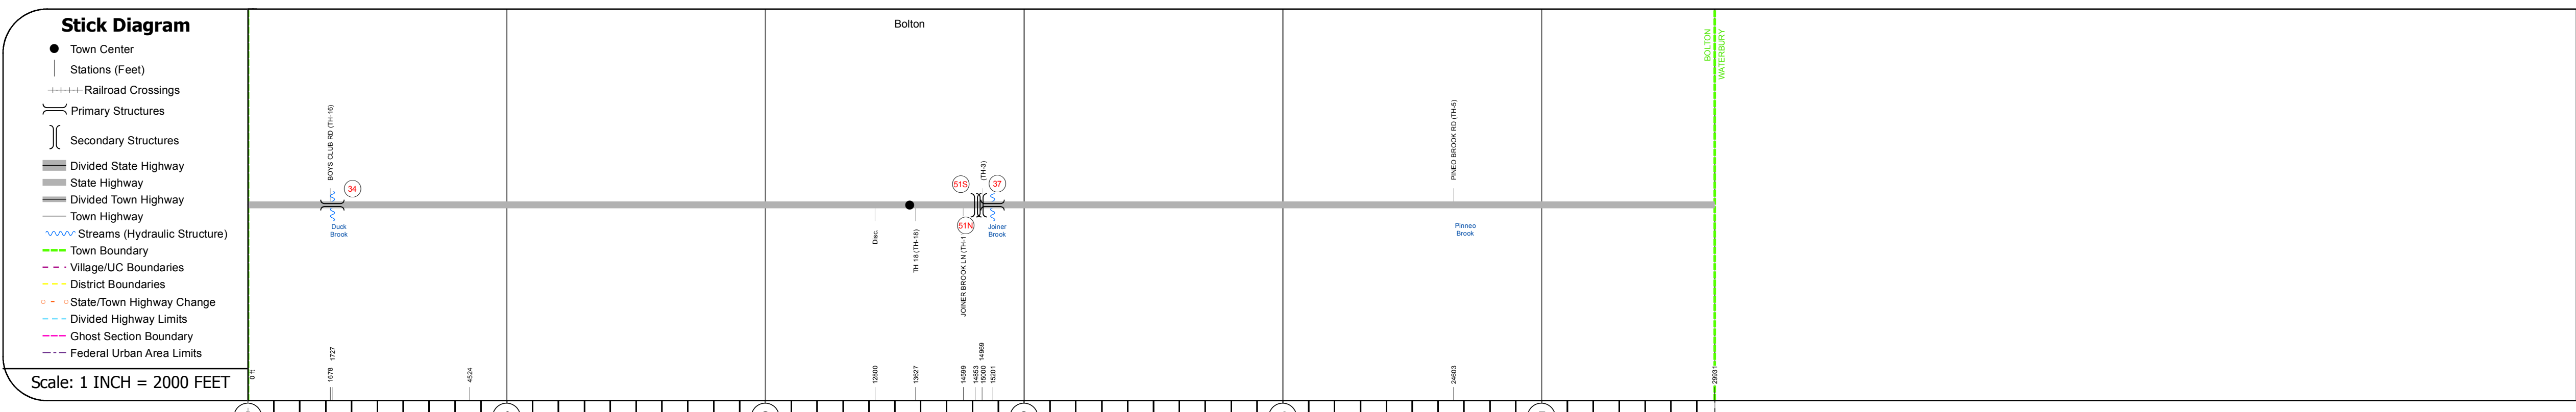 Stick Diagram
Town Center
Stations (Feet)
Railroad Crossings
Primary Structures
Secondary Structures
Divided State Highway
State Highway
Divided Town Highway
Town Highway
Streams (Hydraulic Structure)
Town Boundary
Village/UC Boundaries
District Boundaries
State/Town Highway Change
Divided Highway Limits
Ghost Section Boundary
Federal Urban Area Limits
Scale: 1 INCH = 2000 FEET
Bolton
BOLTON
WATERBURY
BOYS CLUB RD (TH-16)
34
Duck
Brook
Disc.
TH 18 (TH-18)
51S
51N
JOINER BROOK LN (TH-1
(TH-3)
37
Joiner
Brook
PINEO BROOK RD (TH-5)
Pinneo
Brook
0 ft
1678
1727
4524
12800
13627
14599
14853
14969
15000
15201
24603
29931